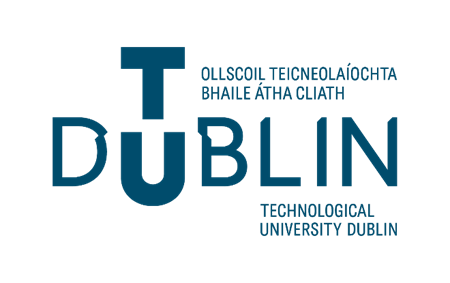 T
OLLSCOIL TEICNEOLAÍOCHTA
BHAILE ÁTHA CLIATH
DUBLIN
TECHNOLOGICAL
UNIVERSITY DUBLIN